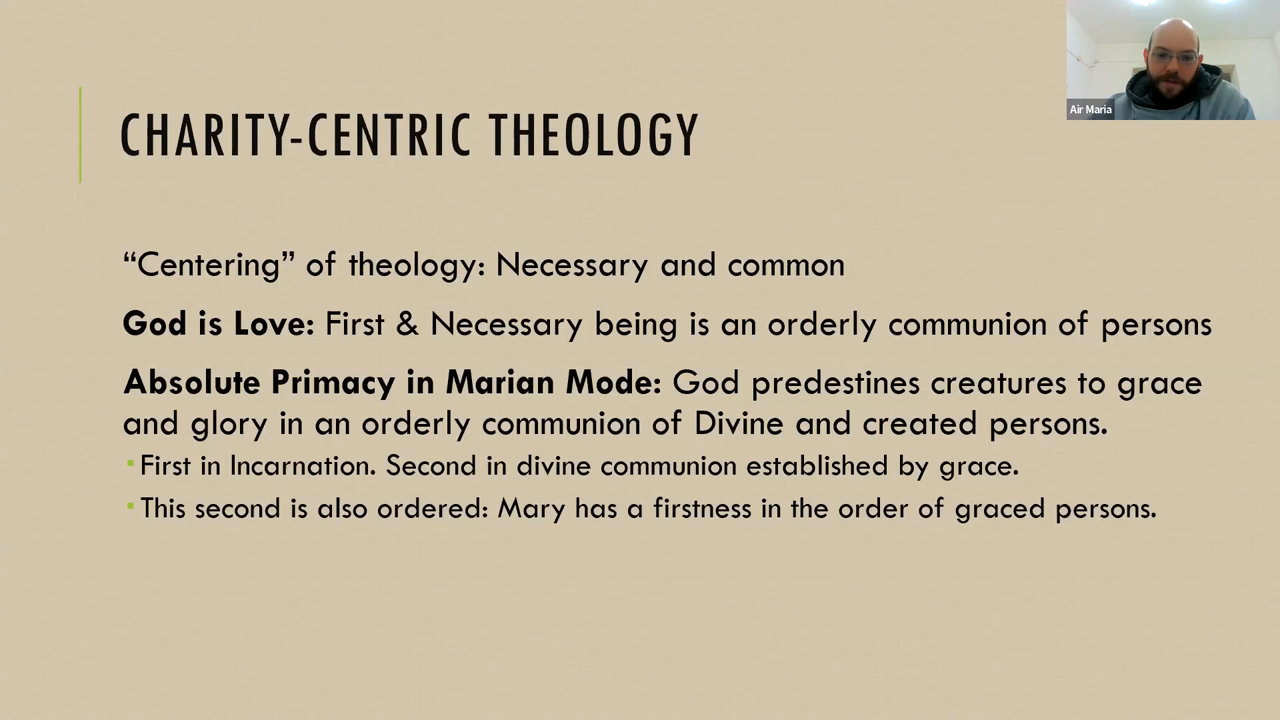 CHARITY-CENTRIC THEOLOGY
Air Maria
“Centering” of theology: Necessary and common
God is Love: First & Necessary being is an orderly communion of persons
Absolute Primacy in Marian Mode: God predestines creatures to grace
and glory in an orderly communion of Divine and created persons.
▪ First in Incarnation. Second in divine communion established by grace.
▪ This second is also ordered: Mary has a firstness in the order of graced persons.